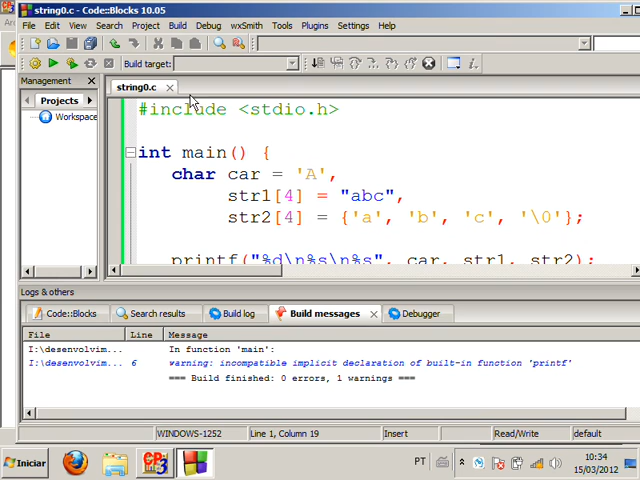 string0.c - Code::Blocks 10.05
File Edit View Search Project Build Debug wxSmith Tools Plugins Settings Help
Build target:
Management
string0.c
Projects
Workspace
#include <stdio.h>
int main() {
char car = 'A',
str1[4] = "abc",
str2[4] = {'a', 'b', 'c', '\0'};
printf("%d\n%s\n%s", car, str1, str2);
Logs & others
Code::Blocks Search results Build log Build messages Debugger
File Line Message
I:\desenvolvim... In function 'main':
I:\desenvolvim... 6 warning: incompatible implicit declaration of built-in function 'printf'
=== Build finished: 0 errors, 1 warnings ===
WINDOWS-1252 Line 1, Column 19 Insert Read/Write default
Iniciar PT 10:34
15/03/2012